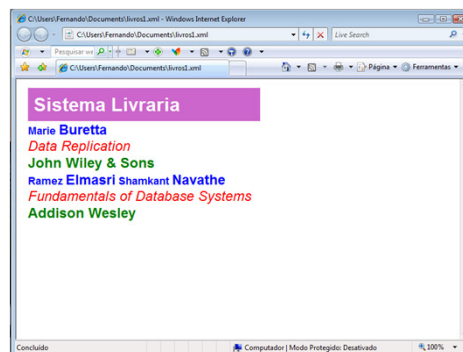 C:\Users\Fernando\Documents\livros1.xml - Windows Internet Explorer
C:\Users\Fernando\Documents\livros1.xml
Live Search
Pesquisar
C:\Users\Fernando\Documents\livros1.xml
Página
Ferramentas
Sistema Livraria
Marie Buretta
Data Replication
John Wiley & Sons
Ramez Elmasri Shamkant Navathe
Fundamentals of Database Systems
Addison Wesley
Concluído
Computador | Modo Protegido: Desativado
100%